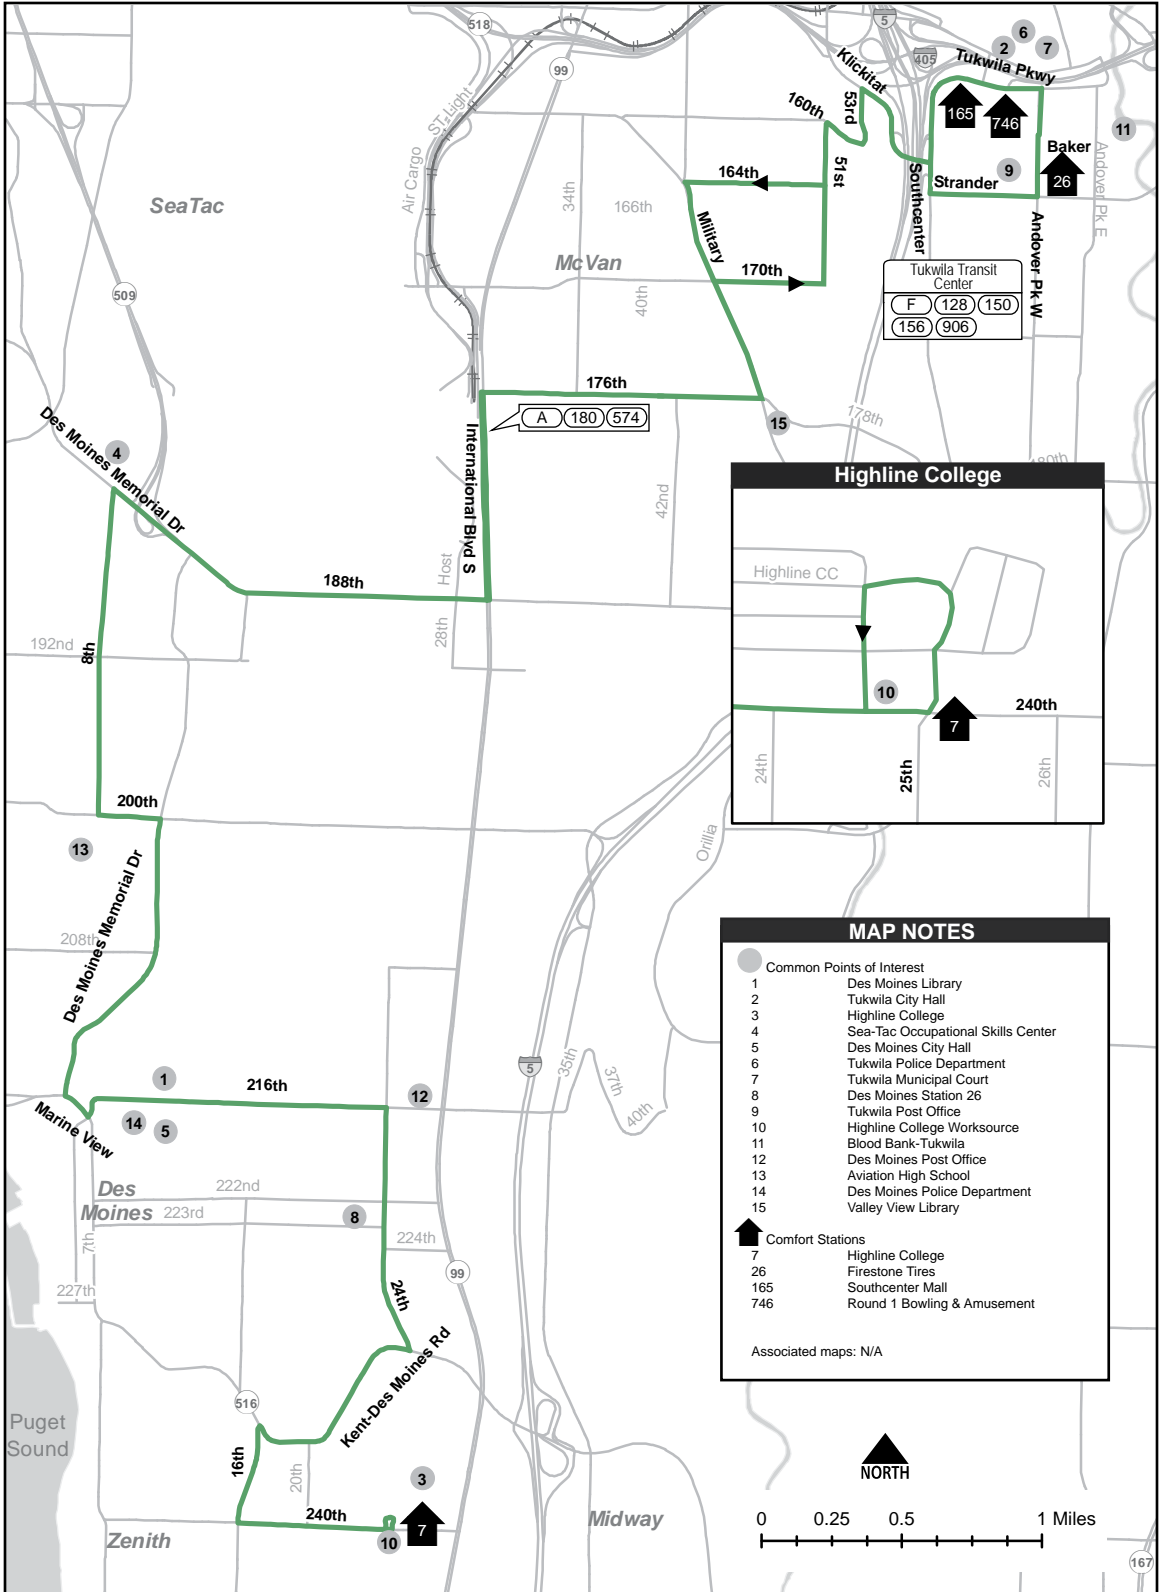 518
5
6
2
7
99
Klickitat
405
Tukwila Pkwy
ST-Light
53rd
160th
165
746
11
Air Cargo
Baker
Andover Pk E
164th
51st
Southcenter
9
Strander
26
SeaTac
34th
166th
Military
Andover Pk W
McVan
170th
Tukwila Transit
Center
F 128 150
156 906
509
40th
176th
A 180 574
15
178th
180th
Des Moines Memorial Dr
4
International Blvd S
42nd
Highline College
Highline CC
10
240th
7
24th
25th
26th
188th
Host
28th
192nd
8th
200th
13
Orillia
Des Moines Memorial Dr
208th
MAP NOTES
Common Points of Interest
1 Des Moines Library
2 Tukwila City Hall
3 Highline College
4 Sea-Tac Occupational Skills Center
5 Des Moines City Hall
6 Tukwila Police Department
7 Tukwila Municipal Court
8 Des Moines Station 26
9 Tukwila Post Office
10 Highline College Worksource
11 Blood Bank-Tukwila
12 Des Moines Post Office
13 Aviation High School
14 Des Moines Police Department
15 Valley View Library
Comfort Stations
7 Highline College
26 Firestone Tires
165 Southcenter Mall
746 Round 1 Bowling & Amusement
Associated maps: N/A
5
35th
37th
40th
1
216th
12
Marine View
14
5
Des
Moines
222nd
223rd
8
7th
224th
227th
24th
99
Kent-Des Moines Rd
516
Puget
Sound
16th
20th
3
240th
7
10
Zenith
Midway
NORTH
0 0.25 0.5 1 Miles
167